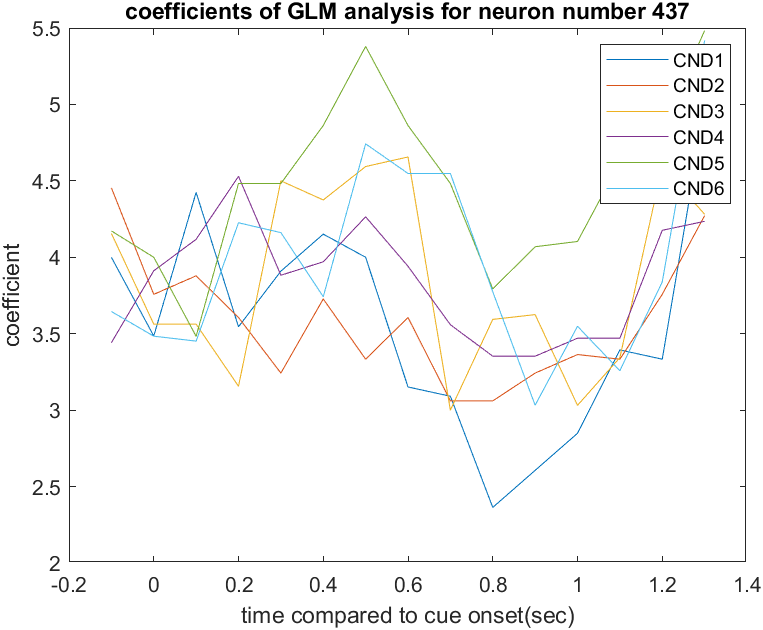 coefficients of GLM analysis for neuron number 437
5.5
5
4.5
4
3.5
3
2.5
2
coefficient
CND1
CND2
CND3
CND4
CND5
CND6
-0.2 0 0.2 0.4 0.6 0.8 1 1.2 1.4
time compared to cue onset(sec)